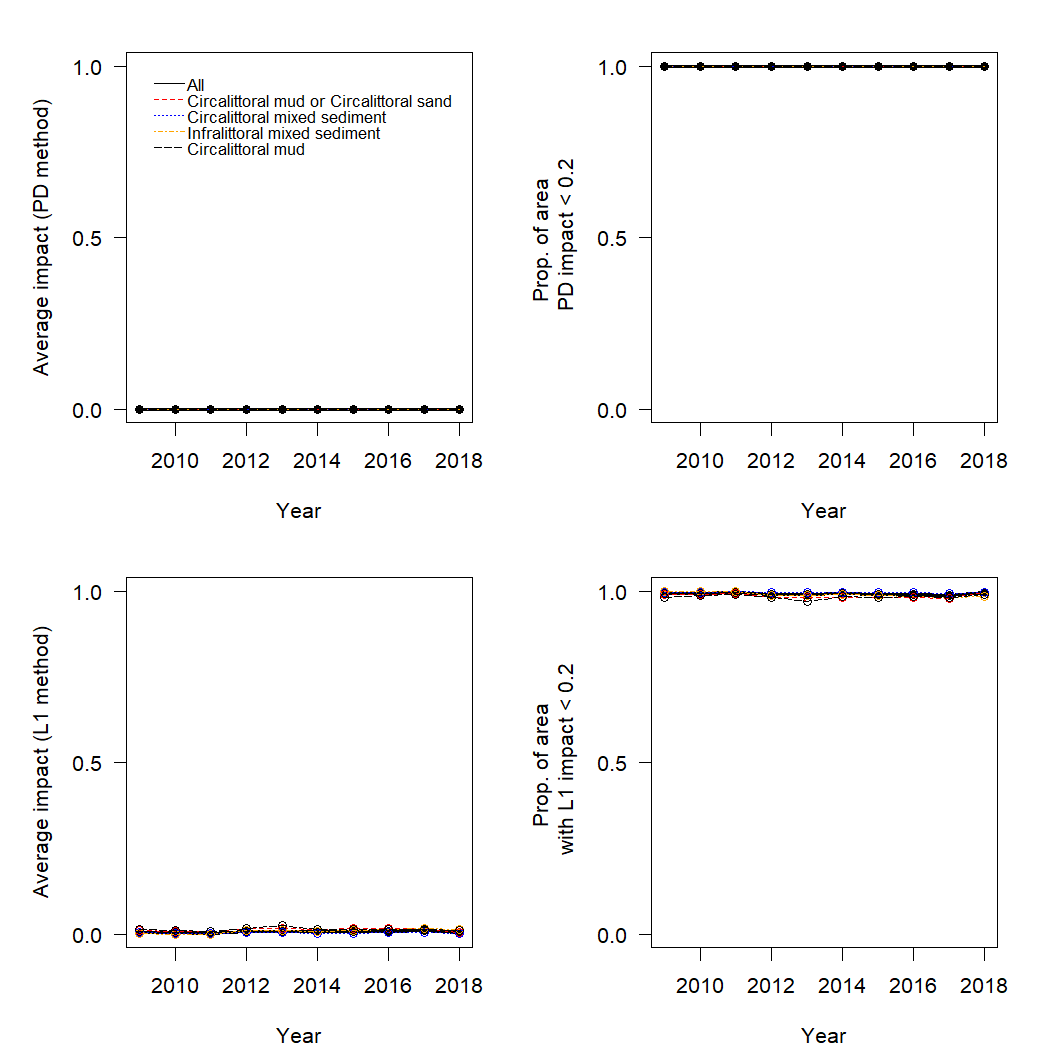 Average impact (PD method)
1.0
0.5
0.0
All
Circalittoral mud or Circalittoral sand
Circalittoral mixed sediment
Infralittoral mixed sediment
Circalittoral mud
2010 2012 2014 2016 2018
Year
Prop. of area
PD impact < 0.2
1.0
0.5
0.0
2010 2012 2014 2016 2018
Year
Average impact (L1 method)
1.0
0.5
0.0
2010 2012 2014 2016 2018
Year
Prop. of area
with L1 impact < 0.2
1.0
0.5
0.0
2010 2012 2014 2016 2018
Year